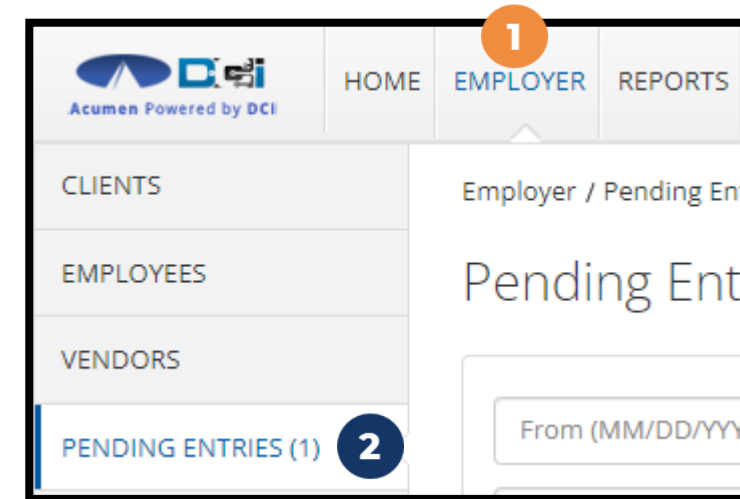 1
DCI HOME EMPLOYER REPORTS
Acumen Powered by DCI
CLIENTS
Employer / Pending Ent
EMPLOYEES
Pending Ent
VENDORS
PENDING ENTRIES (1) 2
From (MM/DD/YYY